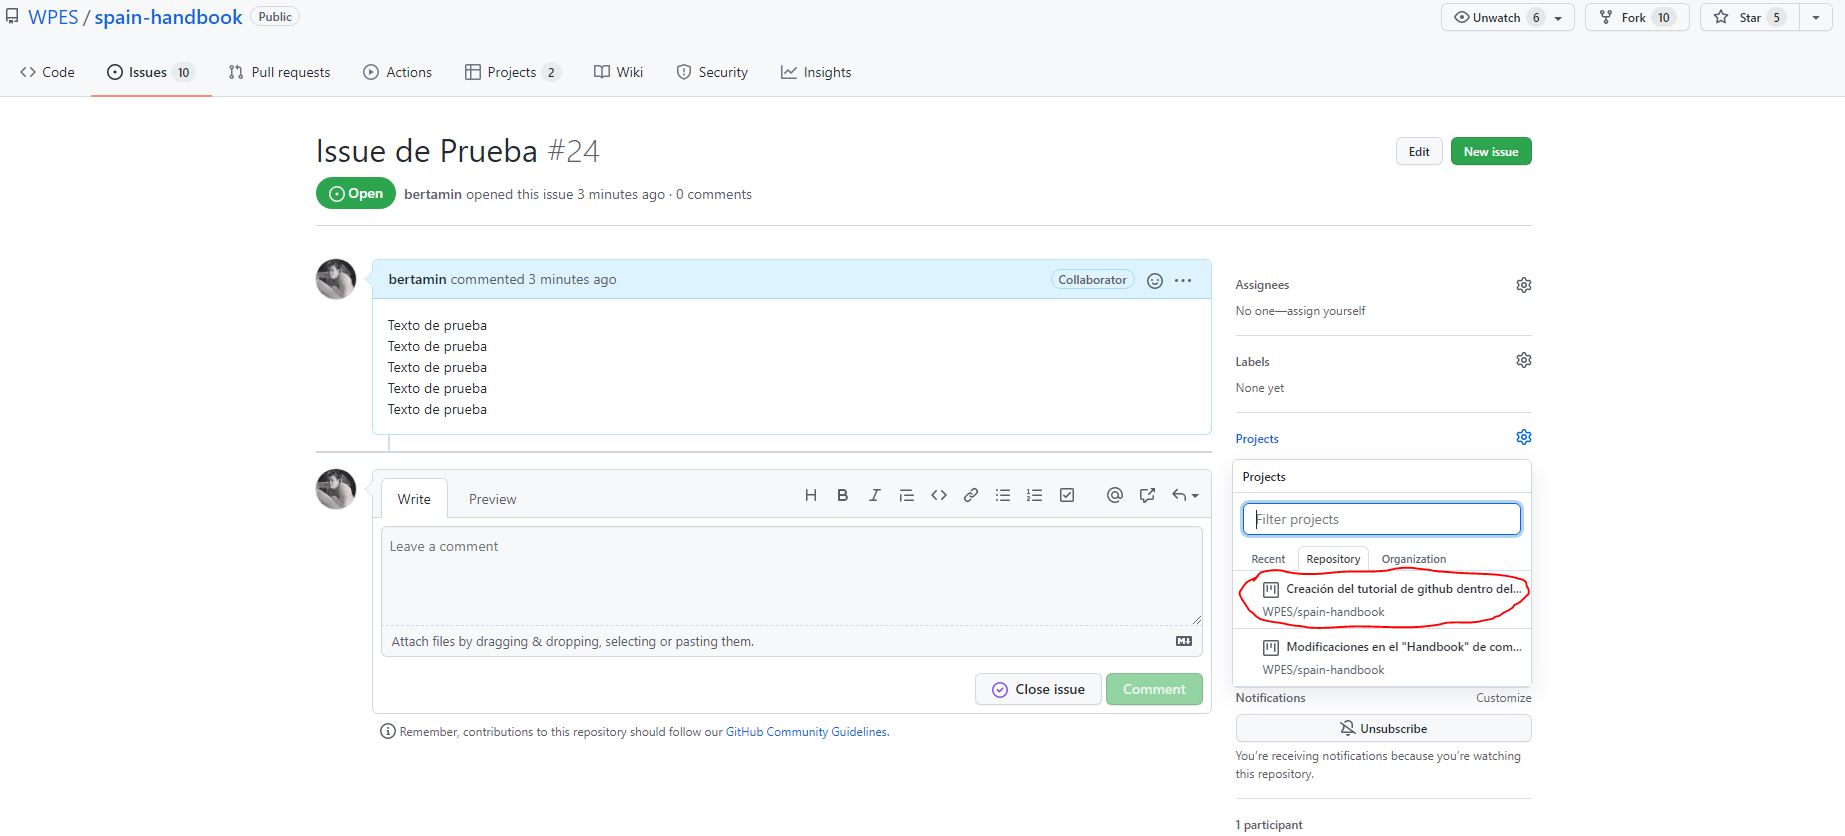 WPES / spain-handbook Public
Unwatch 6 Fork 10 Star 5
Code Issues 10 Pull requests Actions Projects 2 Wiki Security Insights
Issue de Prueba #24
Edit New issue
Open bertamin opened this issue 3 minutes ago · 0 comments
bertamin commented 3 minutes ago Collaborator
Texto de prueba
Texto de prueba
Texto de prueba
Texto de prueba
Texto de prueba
Write Preview
Leave a comment
Attach files by dragging & dropping, selecting or pasting them.
Close issue Comment
Remember, contributions to this repository should follow our GitHub Community Guidelines.
Assignees
No one—assign yourself
Labels
None yet
Projects
Projects
Filter projects
Recent Repository Organization
Creación del tutorial de github dentro del...
WPES/spain-handbook
Modificaciones en el "Handbook" de com...
WPES/spain-handbook
Notifications Customize
Unsubscribe
You're receiving notifications because you're watching
this repository.
1 participant